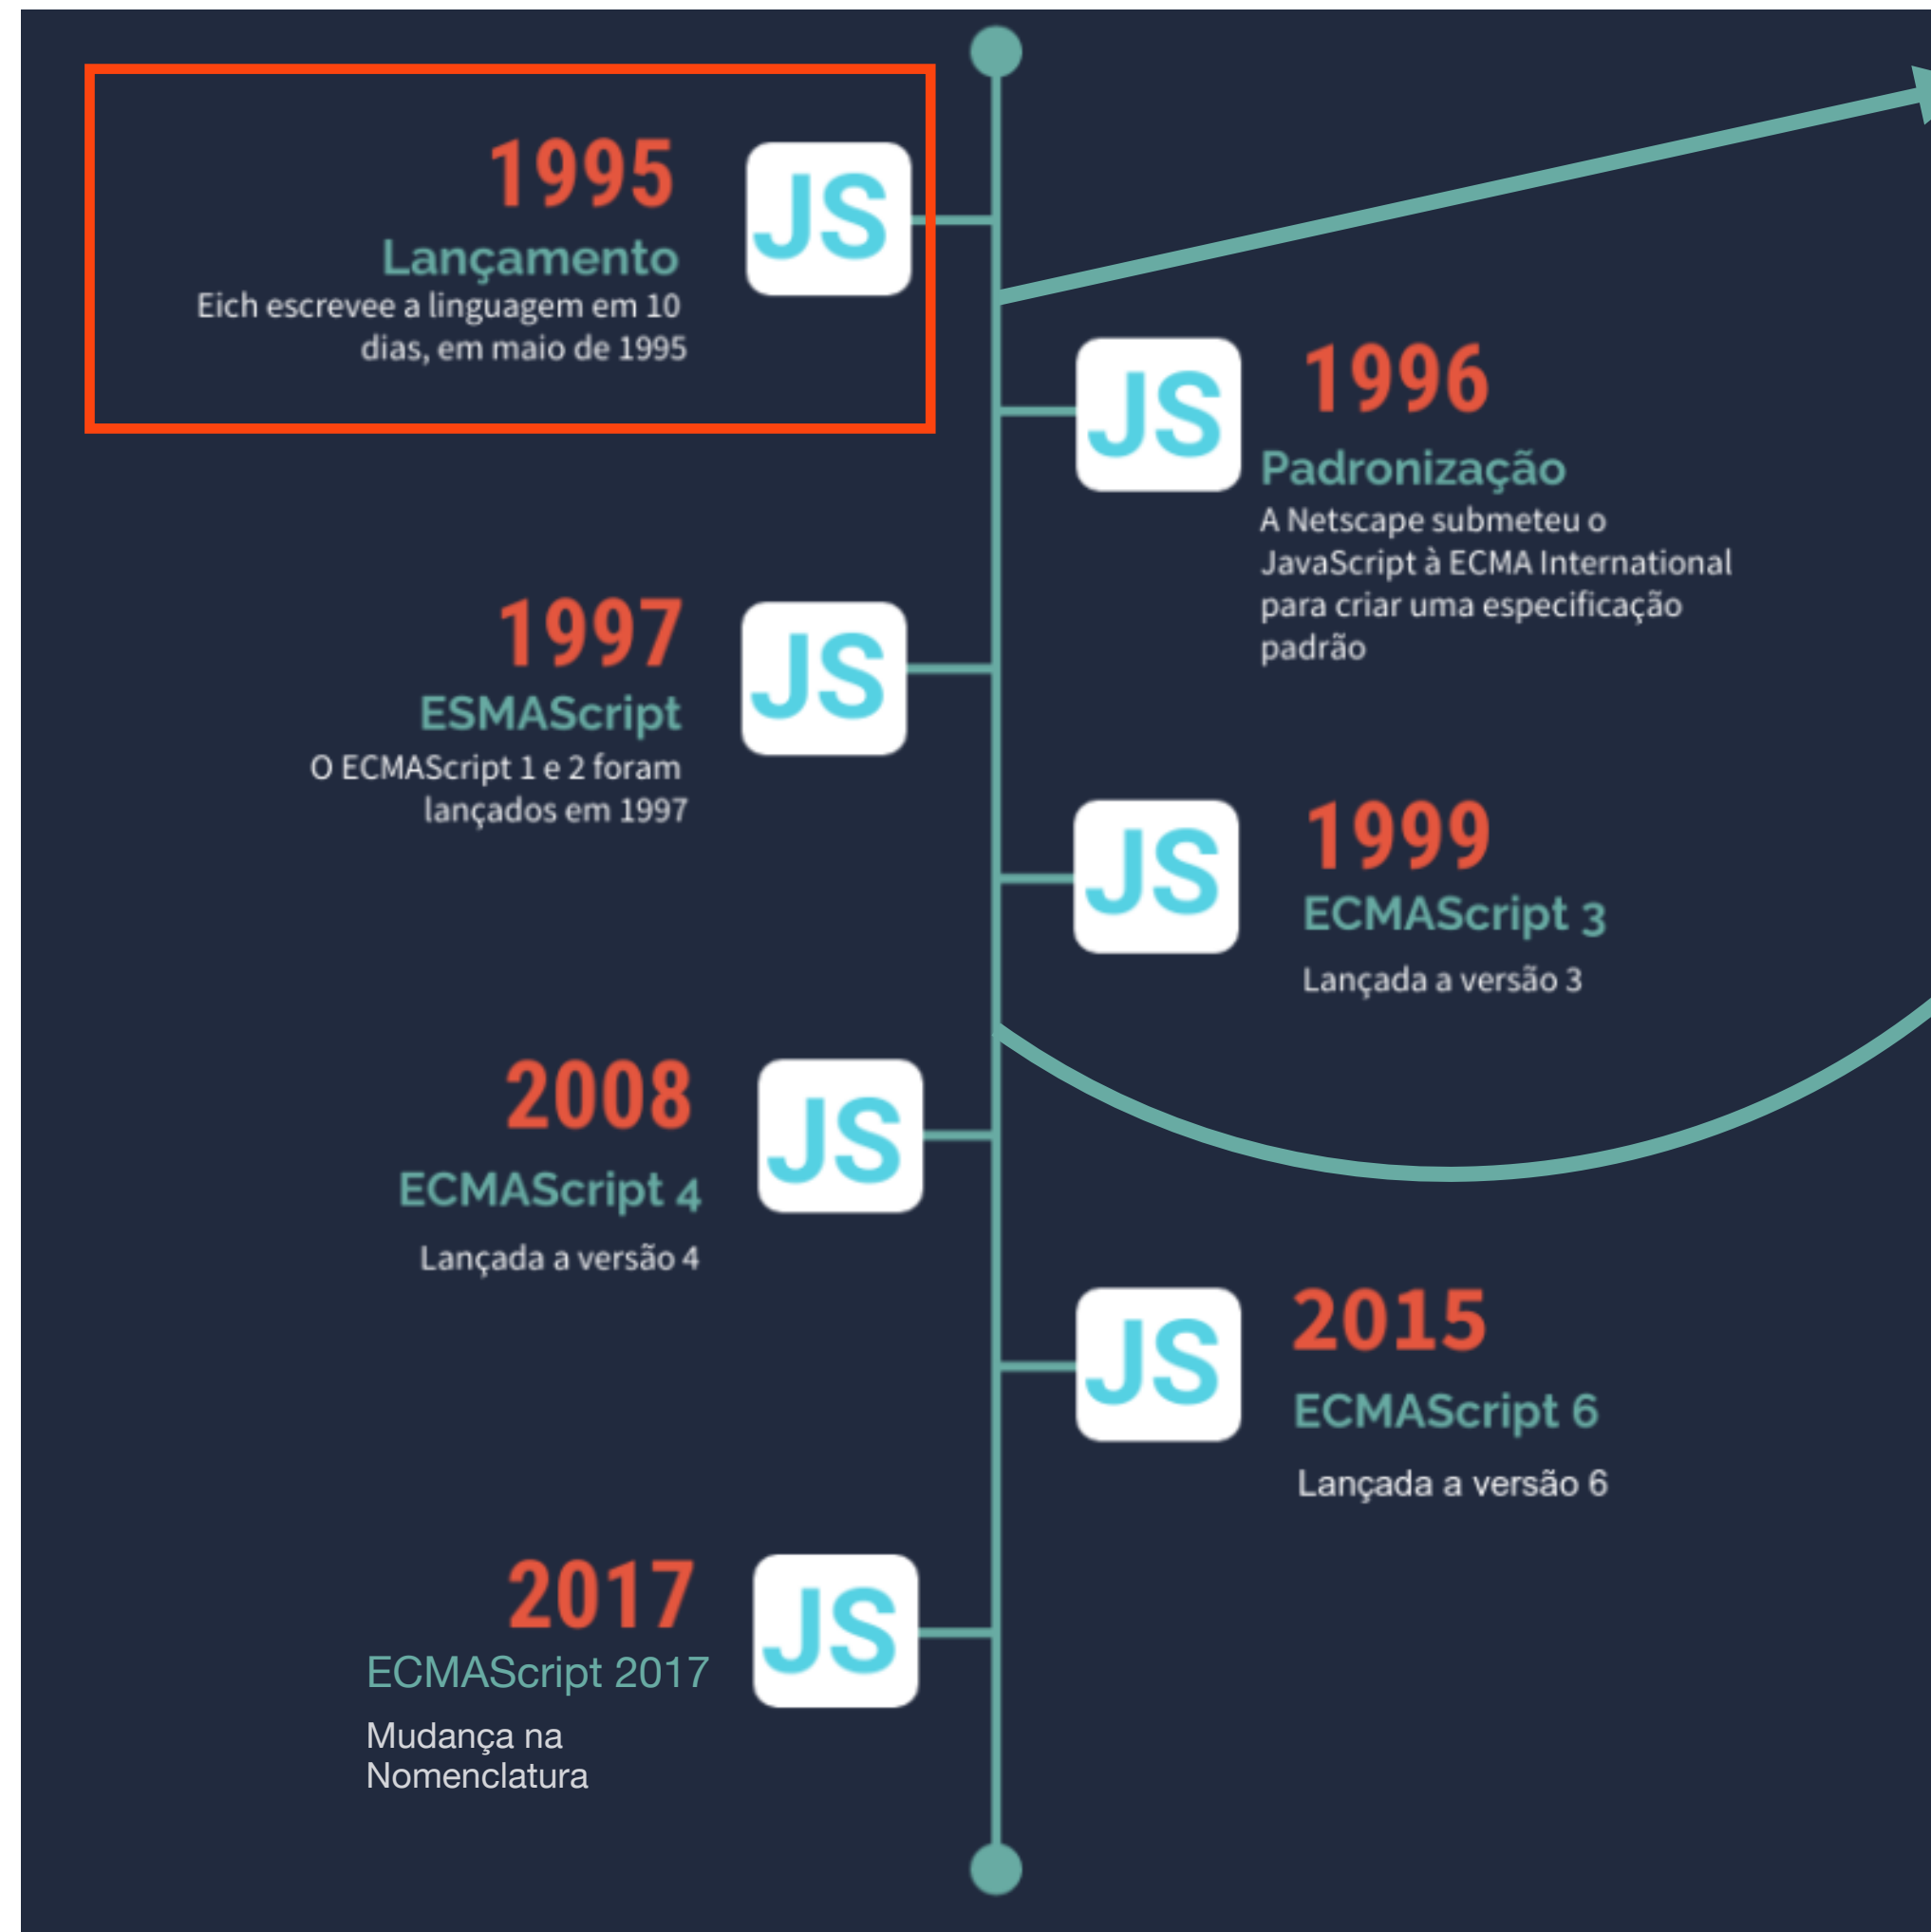 1995
JS
Lançamento
Eich escrevee a linguagem em 10
dias, em maio de 1995
JS
1996
Padronização
A Netscape submeteu o
JavaScript à ECMA International
para criar uma especificação
padrão
1997
JS
ESMAScript
O ECMAScript 1 e 2 foram
lançados em 1997
JS
1999
ECMAScript 3
Lançada a versão 3
2008
JS
ECMAScript 4
Lançada a versão 4
JS
2015
ECMAScript 6
Lançada a versão 6
2017
JS
ECMAScript 2017
Mudança na
Nomenclatura